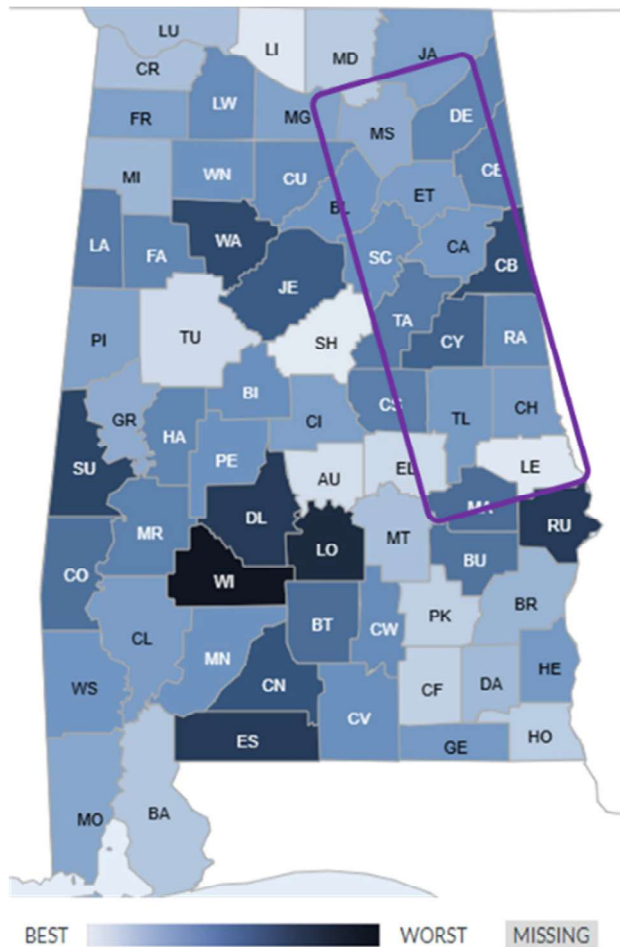 LU LI MD JA
CR
FR LW MG MS DE
MI WN CU ET CE
BL
LA FA WA SC CA CB
JE
PI TU SH TA CY RA
GR BI CI CS TL CH
HA
SU PE AU EL LE
DL MA RU
MR LO MT
CO WI BU
CL BT CW PK BR
MN
WS CN CF DA HE
ES CV GE HO
MO BA
BEST WORST MISSING